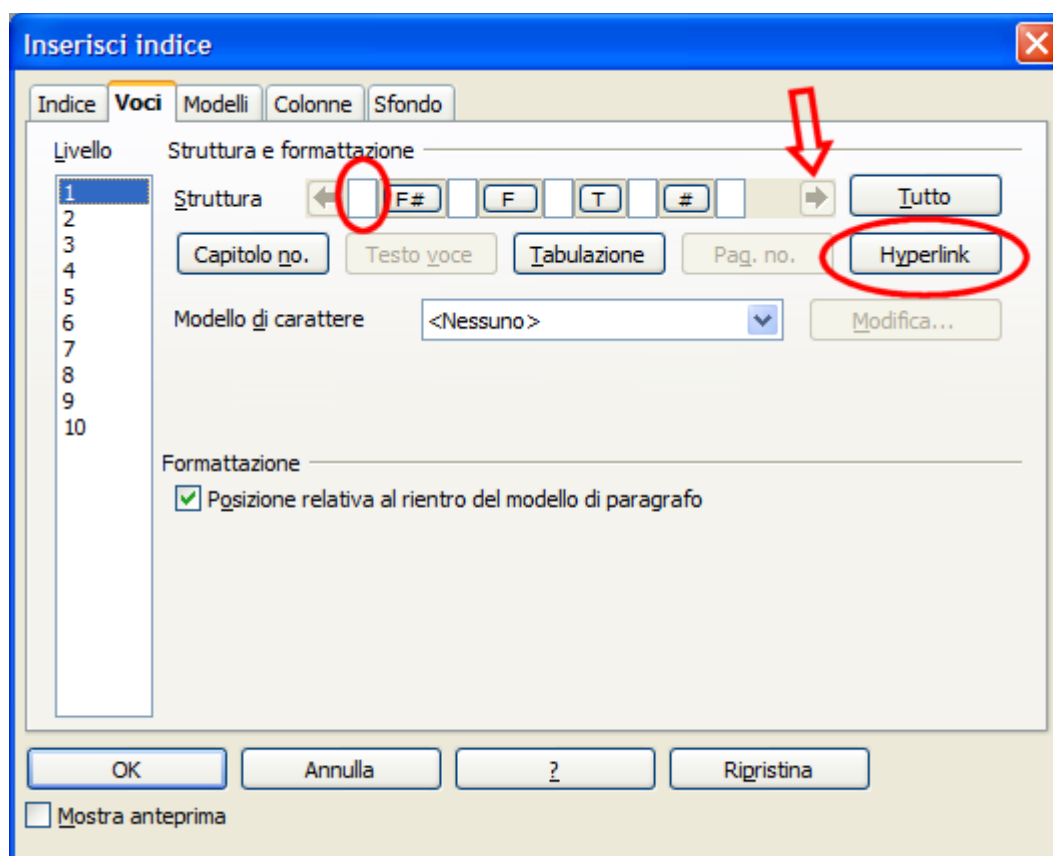 Inserisci indice
Indice Voci Modelli Colonne Sfondo
Livello Struttura e formattazione
1
2
3
4
5
6
7
8
9
10
Struttura F# F T # Tutto
Capitolo no. Testo voce Tabulazione Pag. no. Hyperlink
Modello di carattere <Nessuno> Modifica...
Formattazione
Posizione relativa al rientro del modello di paragrafo
OK Annulla ? Ripristina
Mostra anteprima